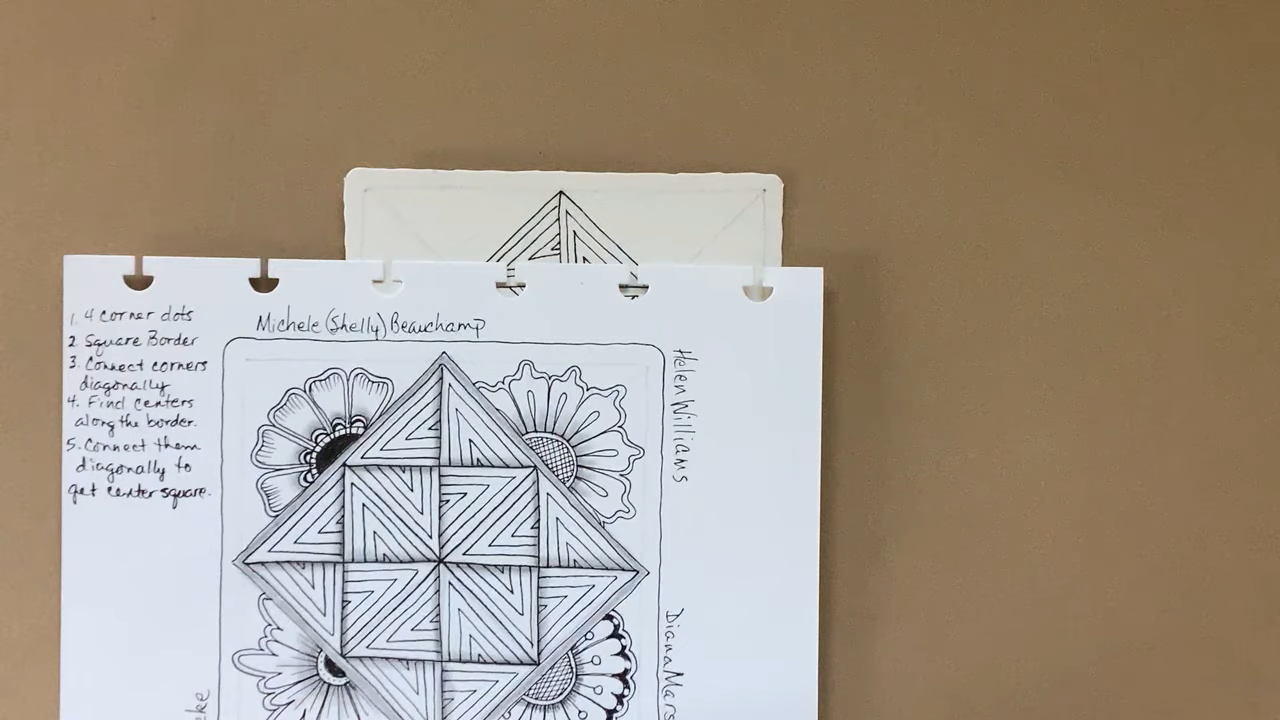 1. 4 corner dots
2. Square Border
3. Connect corners
diagonally
4. Find centers
along the border.
5. Connect them
diagonally to
get center square.
Michele (Shelly) Beauchamp
Helen Williams
Diana